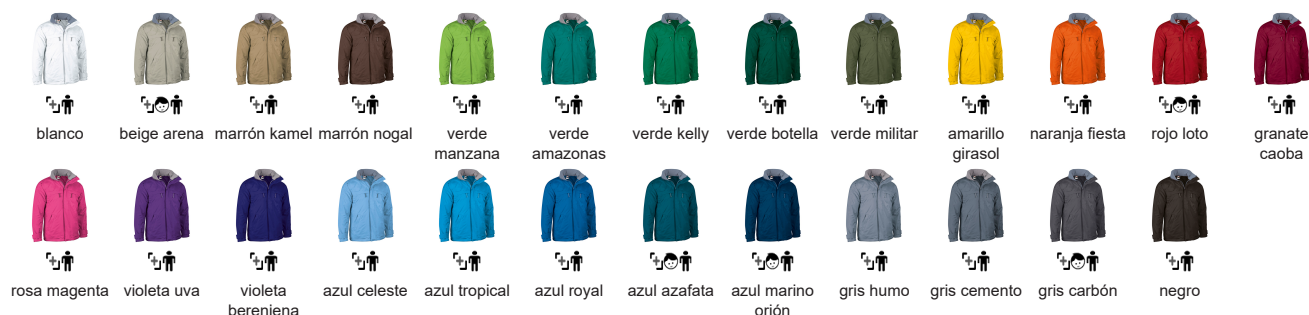 blanco
beige arena
marrón kamel
marrón nogal
verde
manzana
verde
amazonas
verde kelly
verde botella
verde militar
amarillo
girasol
naranja fiesta
rojo loto
granate
caoba
rosa magenta
violeta uva
violeta
berenjena
azul celeste
azul tropical
azul royal
azul azafata
azul marino
orión
gris humo
gris cemento
gris carbón
negro